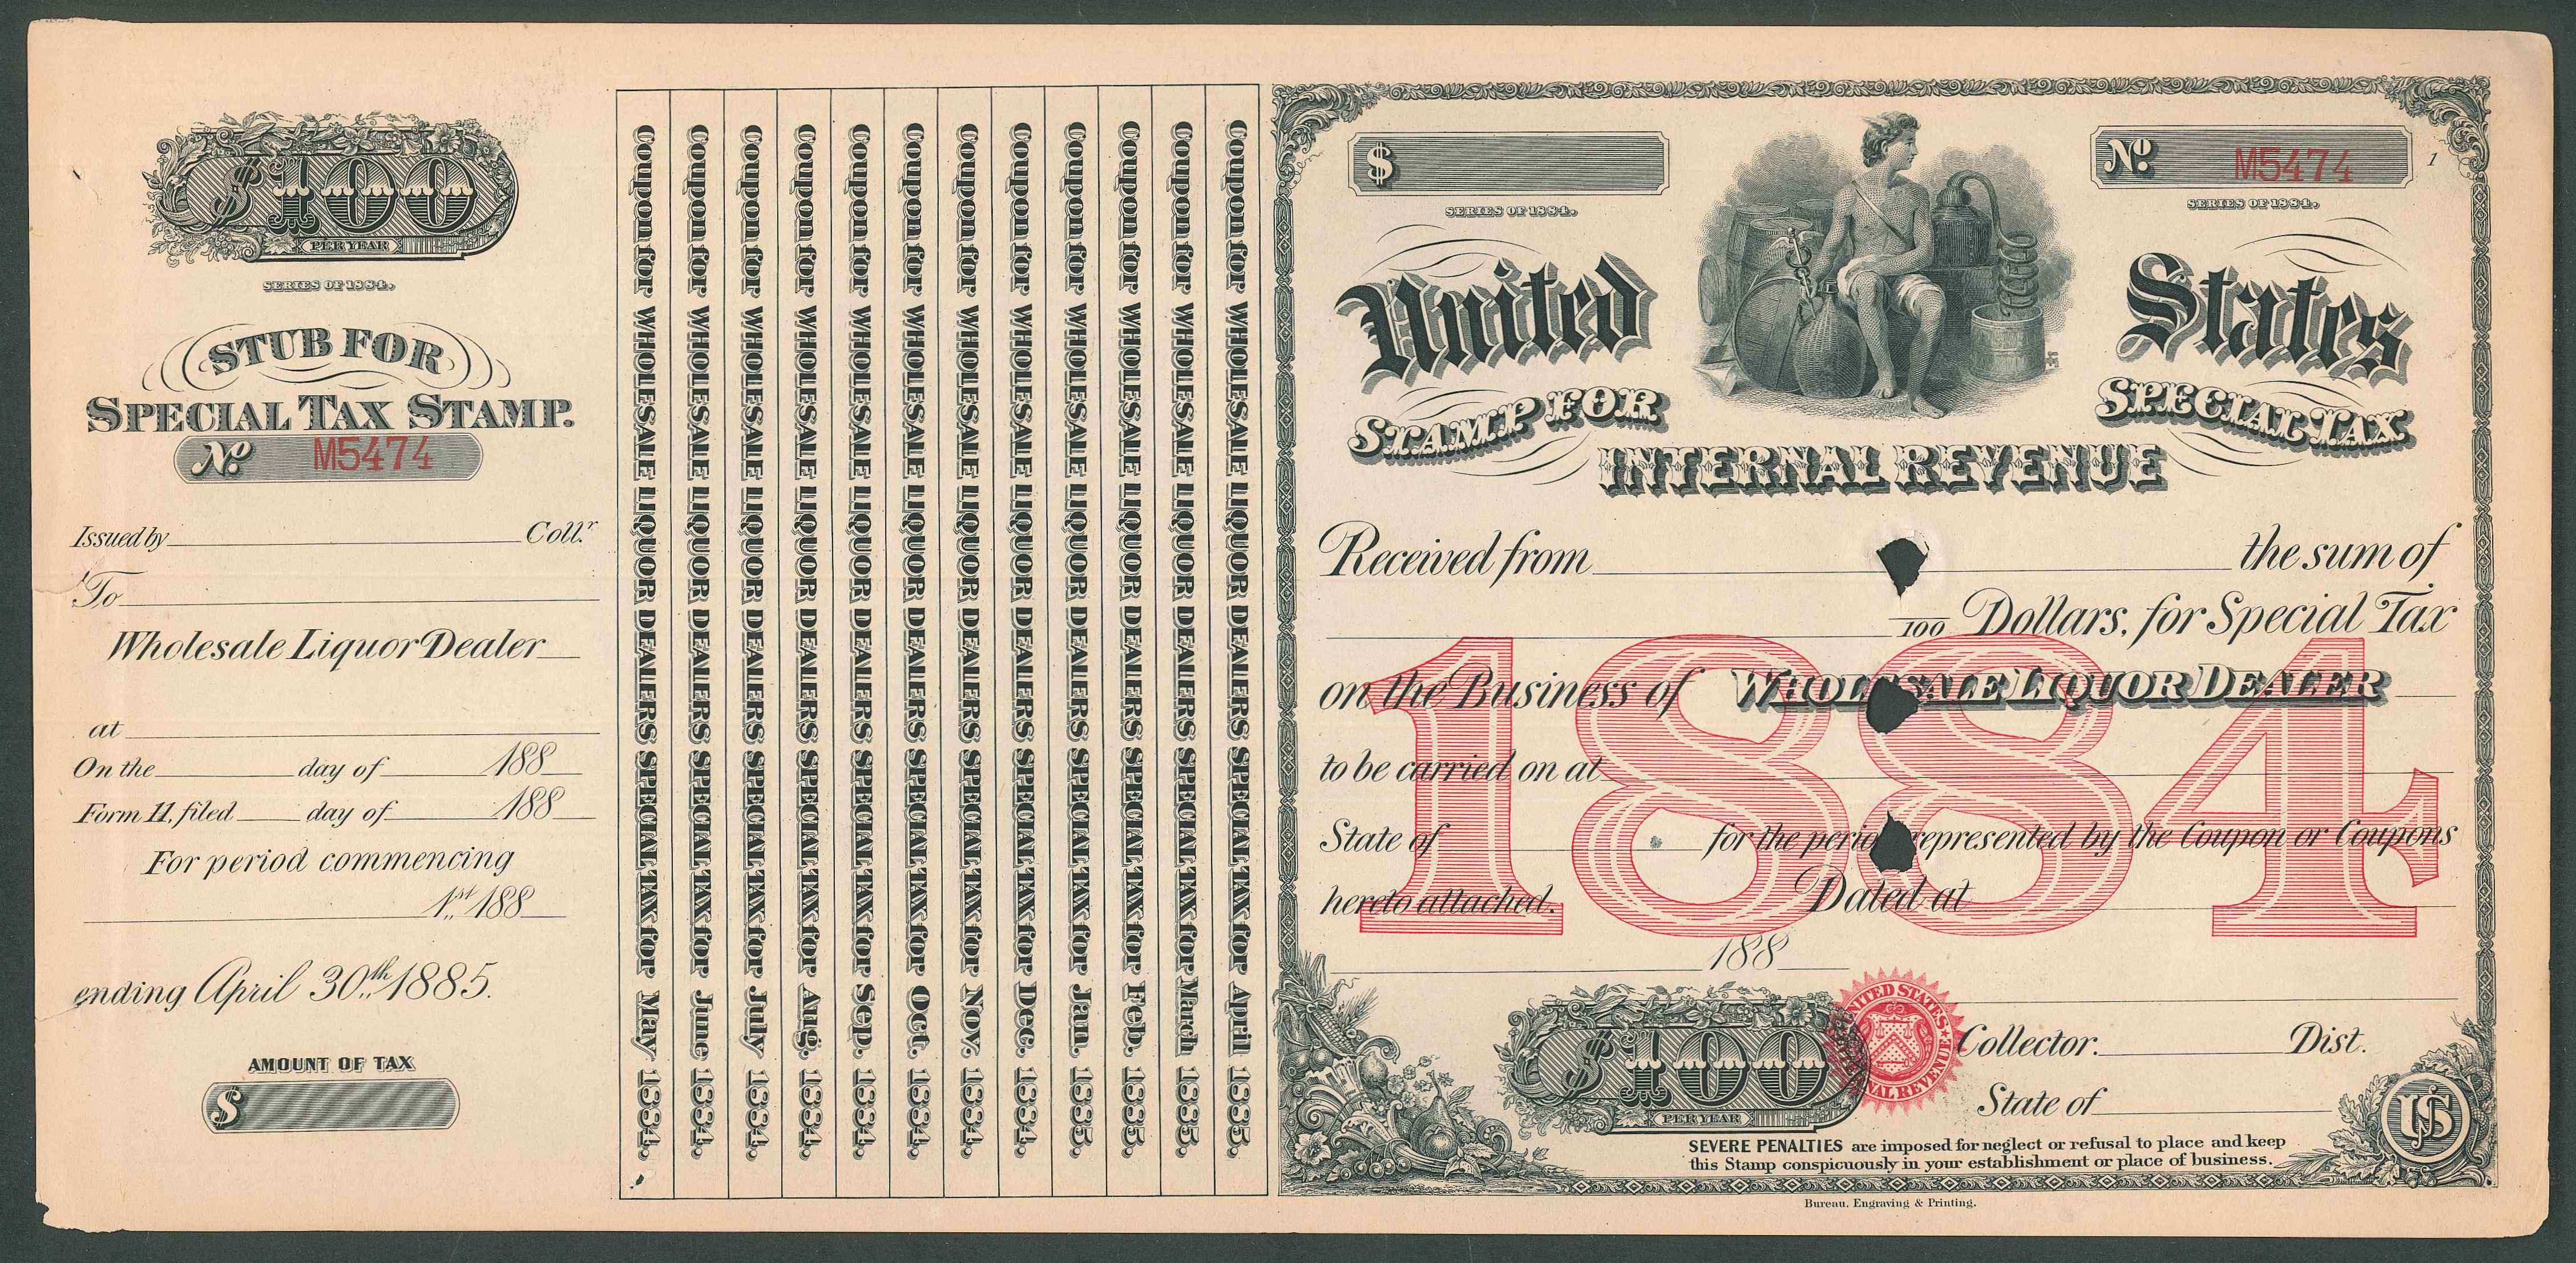 $100
PER YEAR
SERIES OF 1884.
STUB FOR
SPECIAL TAX STAMP.
No. M5474
Issued by Collr.
To
Wholesale Liquor Dealer
at
On the day of 188
Form 11, filed day of 188
For period commencing
1st 188
ending April 30th 1885.
AMOUNT OF TAX
$
Coupon for WHOLESALE LIQUOR DEALERS SPECIAL TAX for May 1884.
Coupon for WHOLESALE LIQUOR DEALERS SPECIAL TAX for June 1884.
Coupon for WHOLESALE LIQUOR DEALERS SPECIAL TAX for July 1884.
Coupon for WHOLESALE LIQUOR DEALERS SPECIAL TAX for Aug. 1884.
Coupon for WHOLESALE LIQUOR DEALERS SPECIAL TAX for Sep. 1884.
Coupon for WHOLESALE LIQUOR DEALERS SPECIAL TAX for Oct. 1884.
Coupon for WHOLESALE LIQUOR DEALERS SPECIAL TAX for Nov. 1884.
Coupon for WHOLESALE LIQUOR DEALERS SPECIAL TAX for Dec. 1884.
Coupon for WHOLESALE LIQUOR DEALERS SPECIAL TAX for Jan. 1885.
Coupon for WHOLESALE LIQUOR DEALERS SPECIAL TAX for Feb. 1885.
Coupon for WHOLESALE LIQUOR DEALERS SPECIAL TAX for March 1885.
Coupon for WHOLESALE LIQUOR DEALERS SPECIAL TAX for April 1885.
$
SERIES OF 1884.
No. M5474
1
SERIES OF 1884.
United States
STAMP FOR SPECIAL TAX
INTERNAL REVENUE
Received from the sum of
100 Dollars, for Special Tax
on the Business of WHOLESALE LIQUOR DEALER
1884
to be carried on at
State of for the period represented by the Coupon or Coupons
hereto attached. Dated at
188
$100
PER YEAR
UNITED STATES INTERNAL REVENUE
Collector. Dist.
State of
US
SEVERE PENALTIES are imposed for neglect or refusal to place and keep
this Stamp conspicuously in your establishment or place of business.
Bureau, Engraving & Printing.